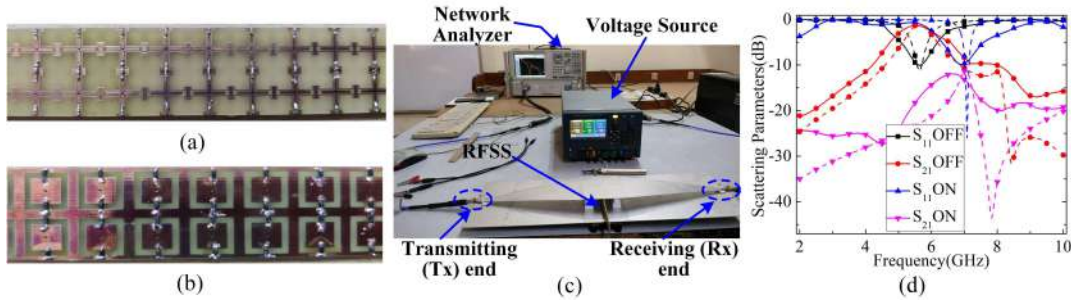 (a)
(b)
Network
Analyzer
Voltage Source
RFSS
Transmitting
(Tx) end
Receiving (Rx)
end
(c)
Scattering Parameters(dB)
0
-10
-20
-30
-40
S11 OFF
S21 OFF
S11 ON
S21 ON
2 4 6 8 10
Frequency(GHz)
(d)